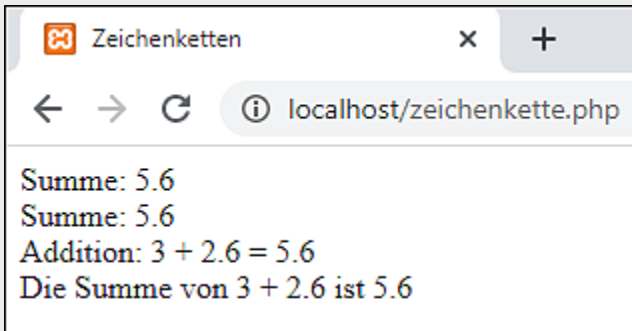 Zeichenketten
localhost/zeichenkette.php
Summe: 5.6
Summe: 5.6
Addition: 3 + 2.6 = 5.6
Die Summe von 3 + 2.6 ist 5.6